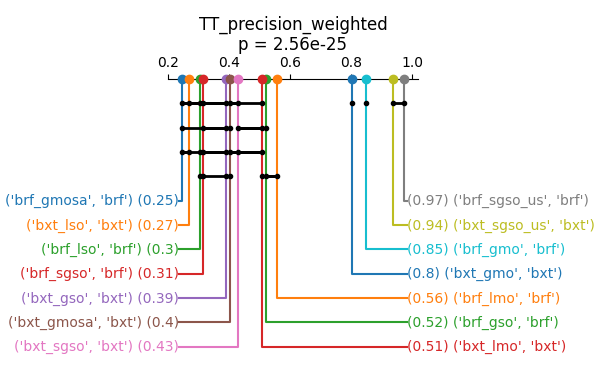 TT_precision_weighted
p = 2.56e-25
0.2 0.4 0.6 0.8 1.0
('brf_gmosa', 'brf') (0.25) (0.97) ('brf_sgso_us', 'brf')
('bxt_lso', 'bxt') (0.27) (0.94) ('bxt_sgso_us', 'bxt')
('brf_lso', 'brf') (0.3) (0.85) ('brf_gmo', 'brf')
('brf_sgso', 'brf') (0.31) (0.8) ('bxt_gmo', 'bxt')
('bxt_gso', 'bxt') (0.39) (0.56) ('brf_lmo', 'brf')
('bxt_gmosa', 'bxt') (0.4) (0.52) ('brf_gso', 'brf')
('bxt_sgso', 'bxt') (0.43) (0.51) ('bxt_lmo', 'bxt')